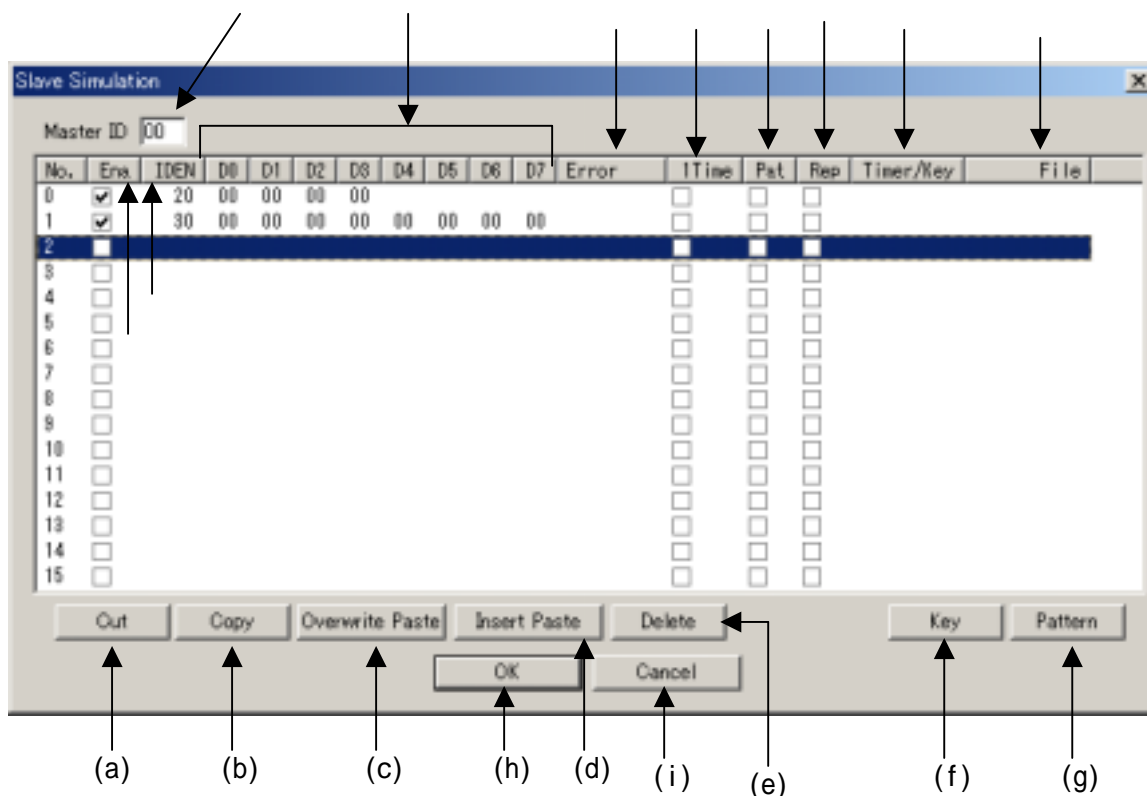 Slave Simulation
Master ID 00
No. Ena IDEN D0 D1 D2 D3 D4 D5 D6 D7 Error 1Time Pat Rep Timer/Key File
0 20 00 00 00 00
1 30 00 00 00 00 00 00 00 00
2
3
4
5
6
7
8
9
10
11
12
13
14
15
Cut Copy Overwrite Paste Insert Paste Delete Key Pattern
OK Cancel
(a) (b) (c) (h) (d) (i) (e) (f) (g)